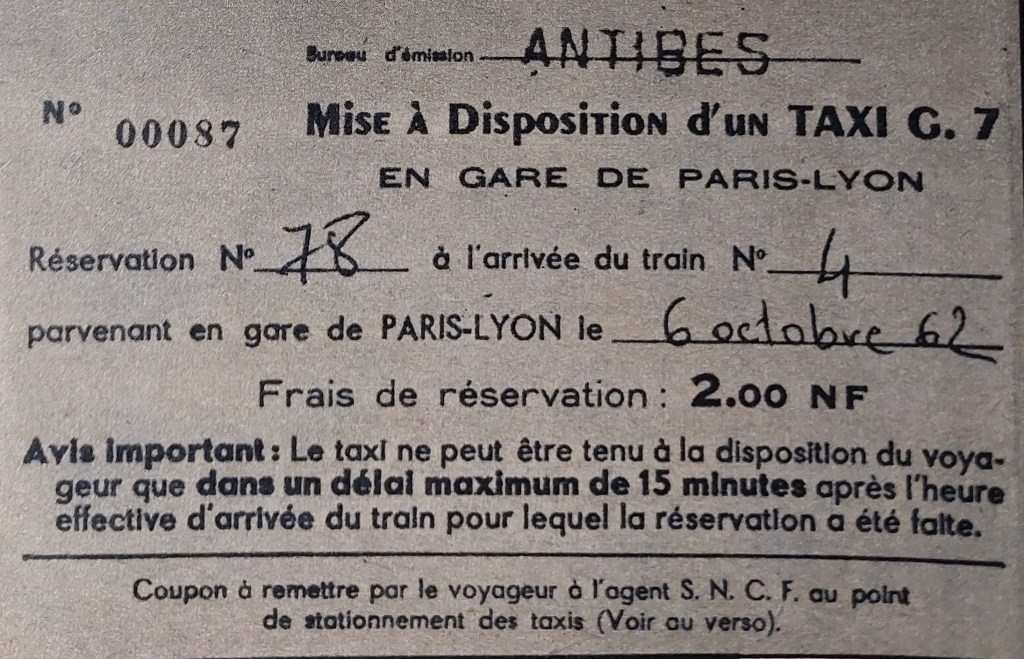 Bureau d'émission ANTIBES
N° 00087
Mise à Disposition d'un TAXI G. 7
EN GARE DE PARIS-LYON
Réservation N° 78 à l'arrivée du train N° 4
parvenant en gare de PARIS-LYON le 6 octobre 62
Frais de réservation : 2.00 NF
Avis important : Le taxi ne peut être tenu à la disposition du voya-
geur que dans un délai maximum de 15 minutes après l'heure
effective d'arrivée du train pour lequel la réservation a été faite.
Coupon à remettre par le voyageur à l'agent S. N. C. F. au point
de stationnement des taxis (Voir au verso).